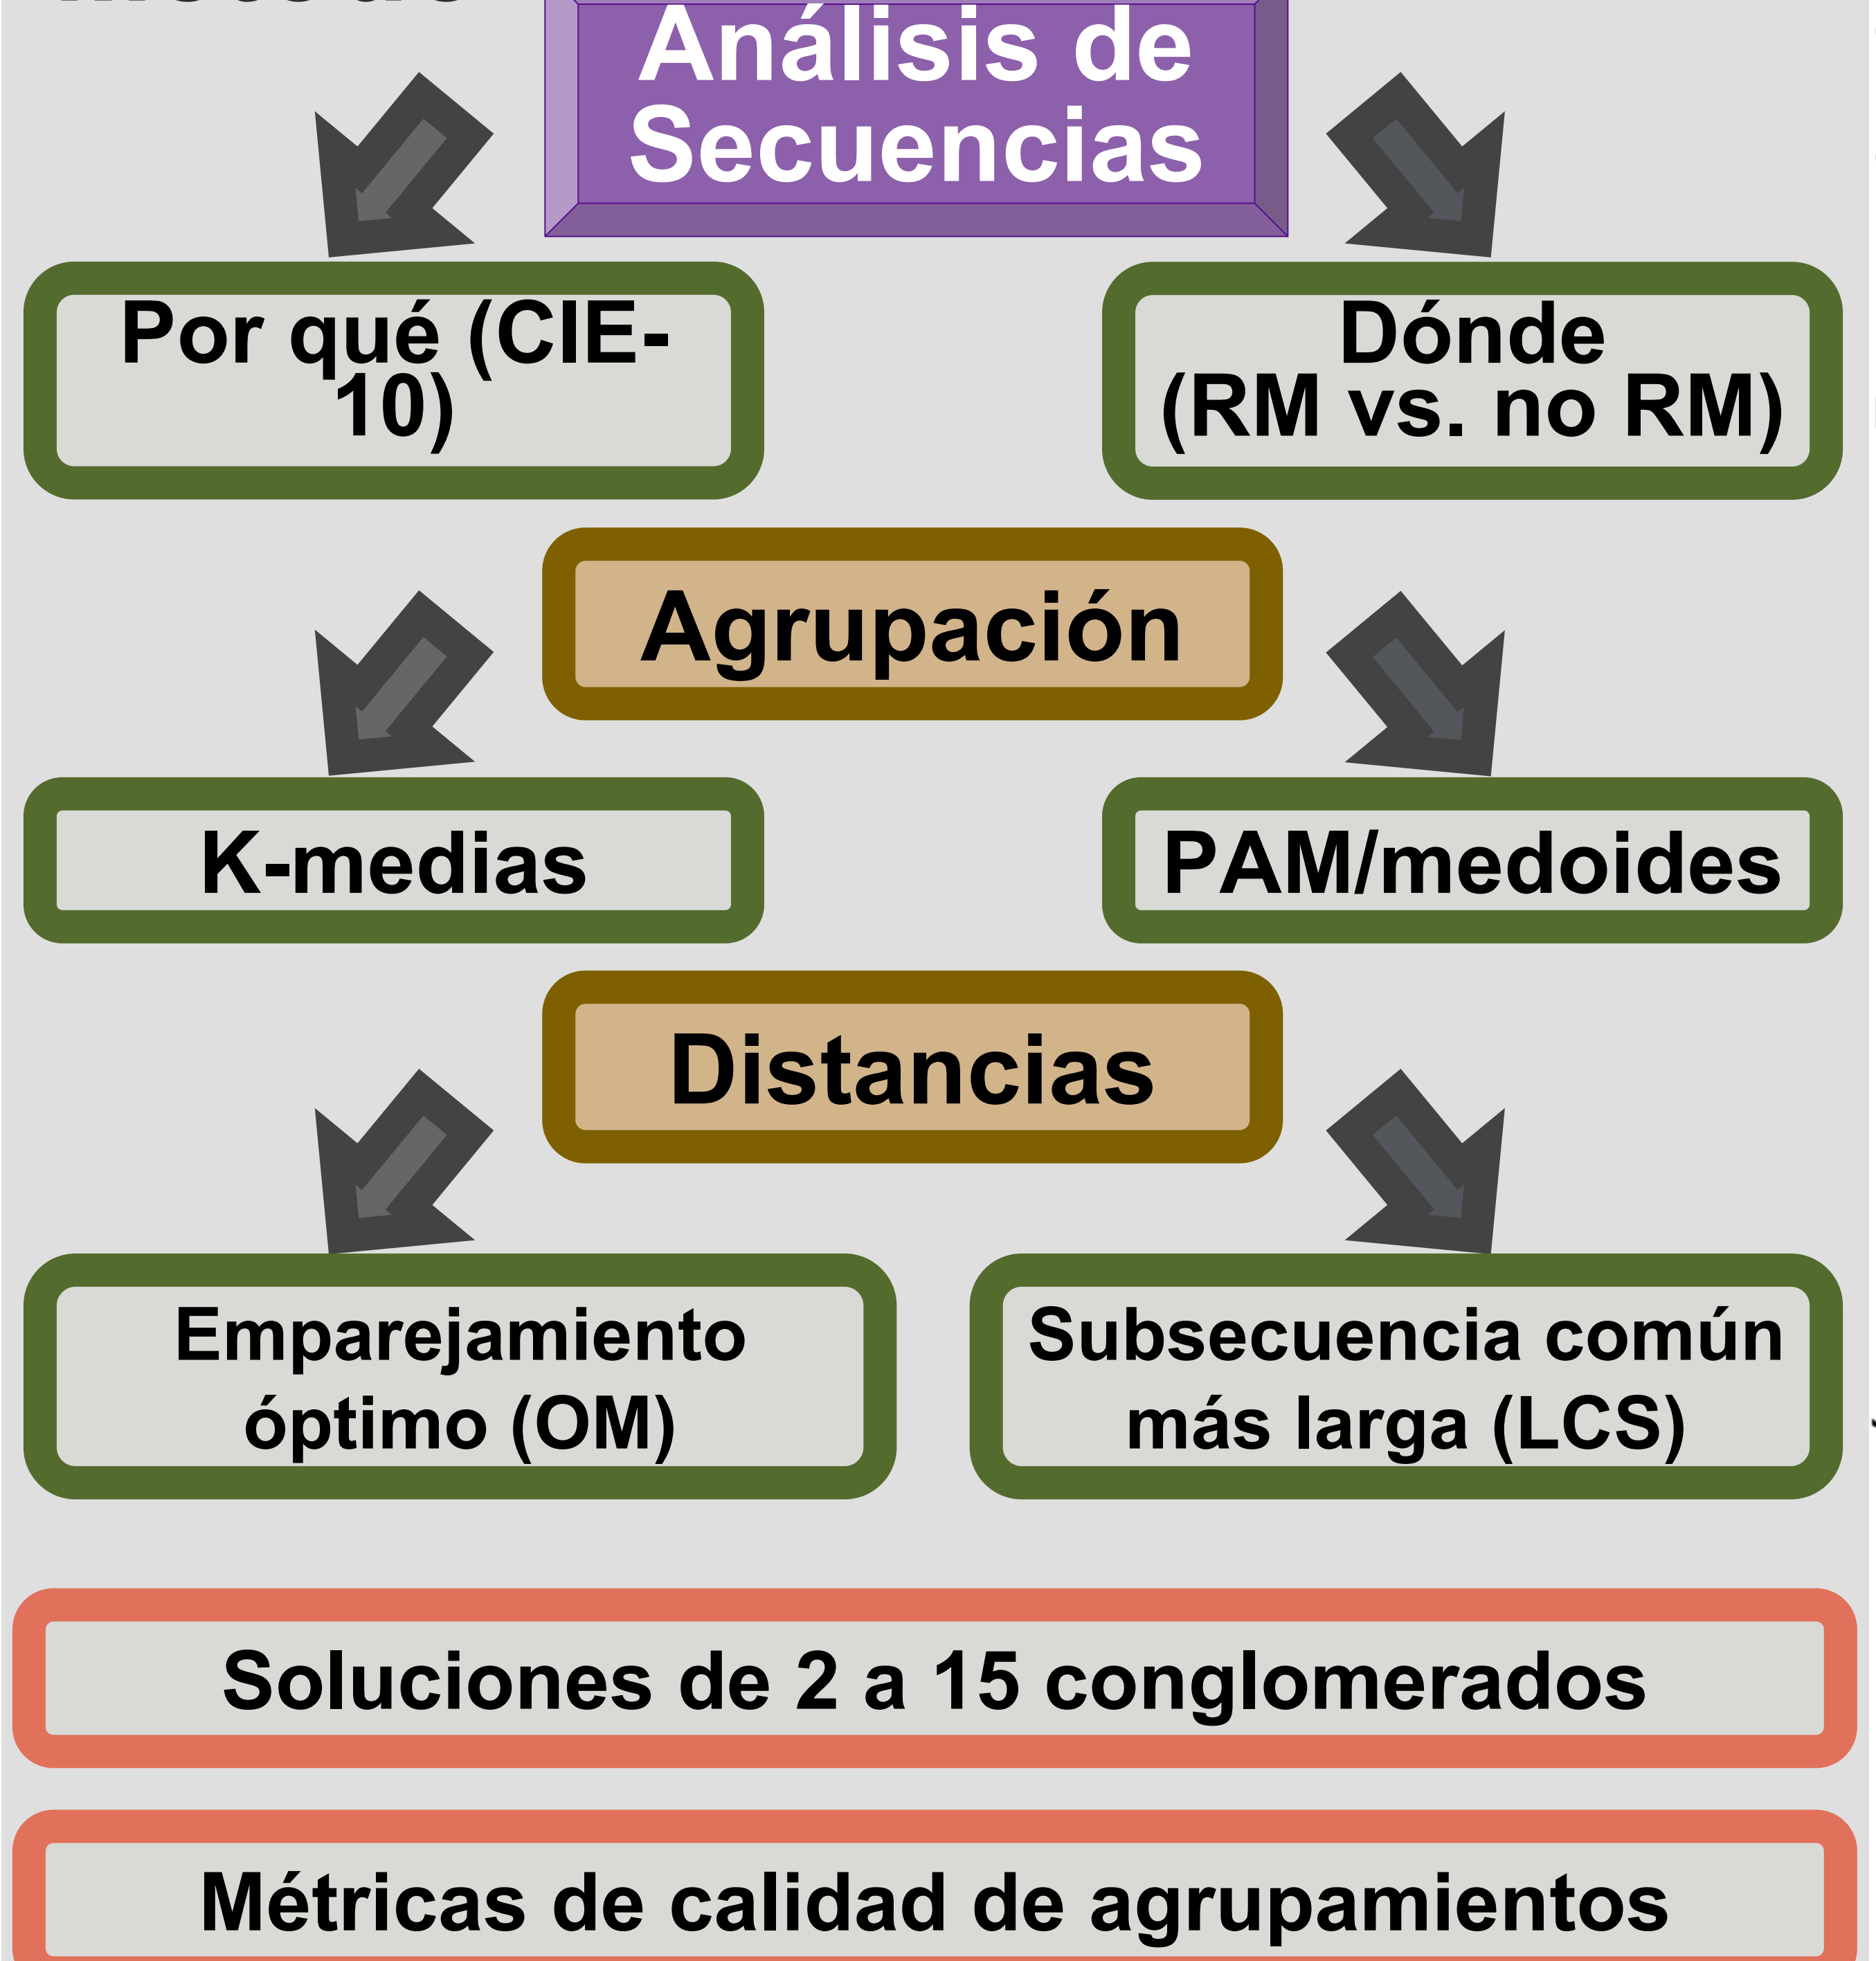 Análisis de
Secuencias
Por qué (CIE-
10)
Dónde
(RM vs. no RM)
Agrupación
K-medias
PAM/medoides
Distancias
Emparejamiento
óptimo (OM)
Subsecuencia común
más larga (LCS)
Soluciones de 2 a 15 conglomerados
Métricas de calidad de agrupamientos